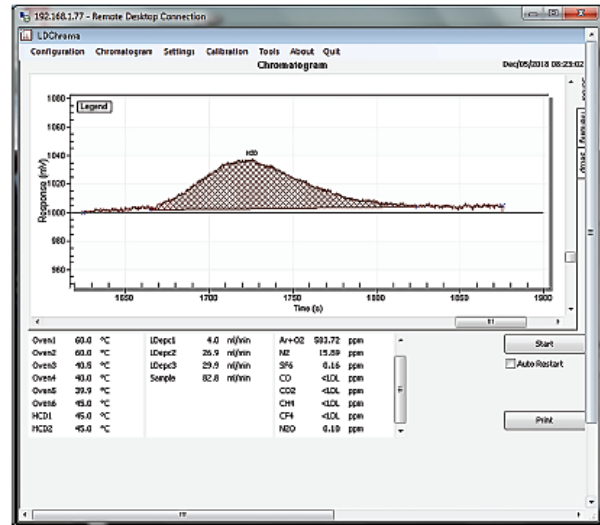 192.168.1.77 - Remote Desktop Connection
LDChroma
Configuration Chromatogram Settings Calibration Tools About Quit
Chromatogram Dec/05/2018 08:23:02
Legend
1080
1060
1040
1020
1000
980
960
Response (mV)
1650 1700 1750 1800 1850 1900
Time (s)
Oven1 60.0 °C LDepc1 4.0 ml/min Ar+O2 583.72 ppm
Oven2 60.0 °C LDepc2 26.9 ml/min N2 15.89 ppm
Oven3 40.5 °C LDepc3 29.9 ml/min SF6 0.16 ppm
Oven4 40.0 °C Sample 82.8 ml/min CO <LDL ppm
Oven5 39.9 °C CO2 <LDL ppm
Oven6 45.0 °C CH4 <LDL ppm
HCD1 45.0 °C CF4 <LDL ppm
HCD2 45.0 °C N2O 0.10 ppm
Start
Auto Restart
Print